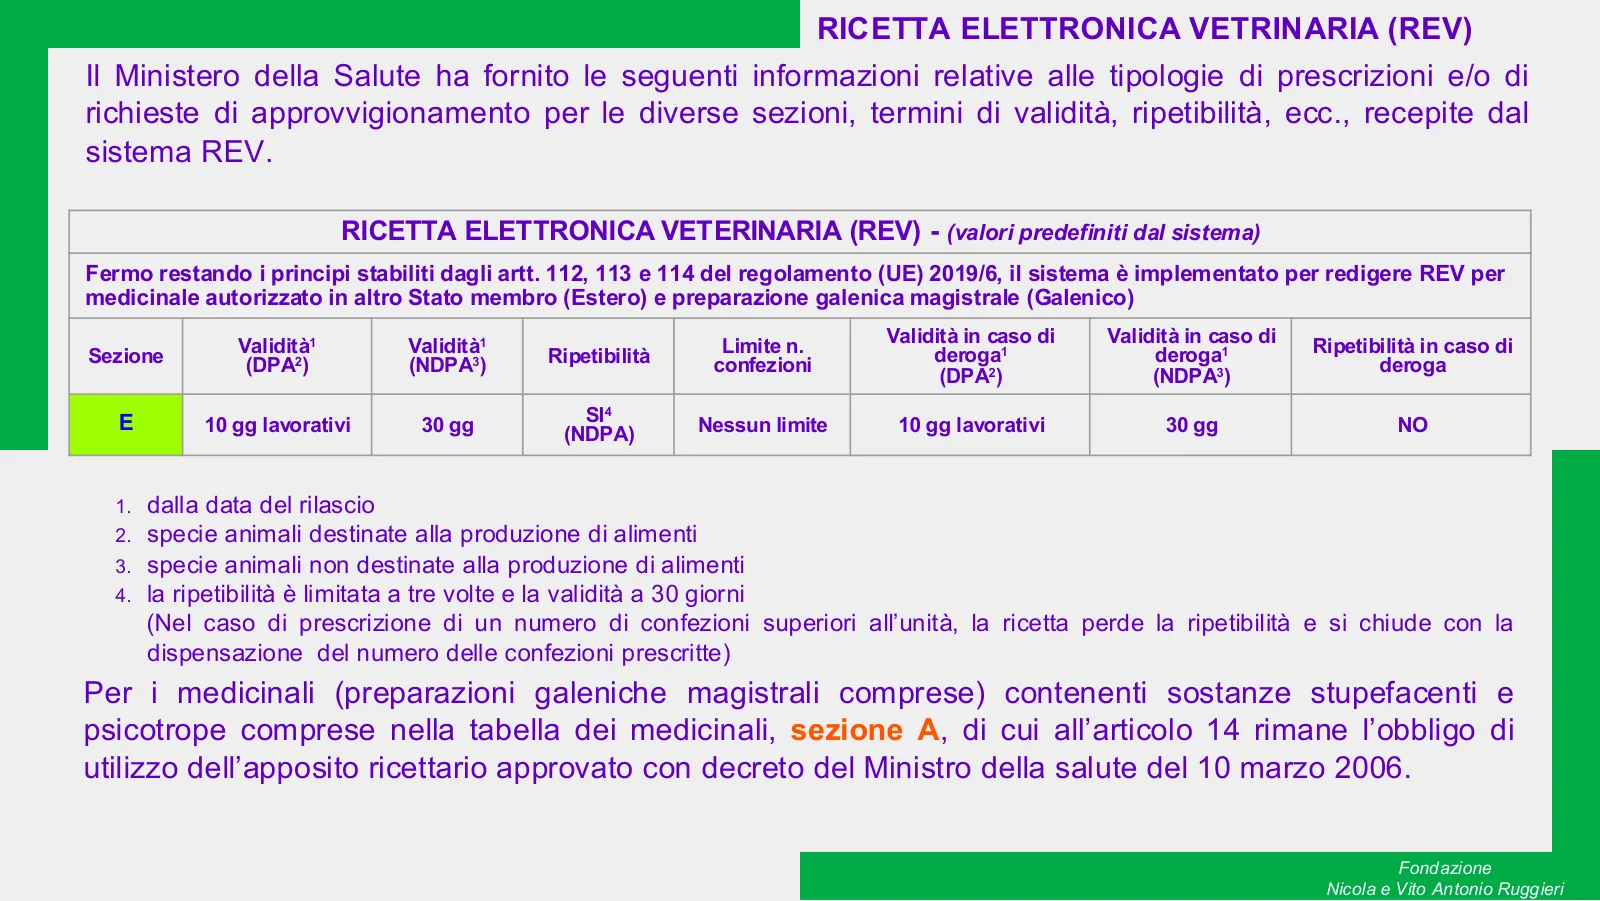 RICETTA ELETTRONICA VETRINARIA (REV)
Il Ministero della Salute ha fornito le seguenti informazioni relative alle tipologie di prescrizioni e/o di
richieste di approvvigionamento per le diverse sezioni, termini di validità, ripetibilità, ecc., recepite dal
sistema REV.
RICETTA ELETTRONICA VETERINARIA (REV) - (valori predefiniti dal sistema)
Fermo restando i principi stabiliti dagli artt. 112, 113 e 114 del regolamento (UE) 2019/6, il sistema è implementato per redigere REV per
medicinale autorizzato in altro Stato membro (Estero) e preparazione galenica magistrale (Galenico)
Sezione
Validità¹
(DPA²)
Validità¹
(NDPA³)
Ripetibilità
Limite n.
confezioni
Validità in caso di
deroga¹
(DPA²)
Validità in caso di
deroga¹
(NDPA³)
Ripetibilità in caso di
deroga
E
10 gg lavorativi
30 gg
SI⁴
(NDPA)
Nessun limite
10 gg lavorativi
30 gg
NO
1. dalla data del rilascio
2. specie animali destinate alla produzione di alimenti
3. specie animali non destinate alla produzione di alimenti
4. la ripetibilità è limitata a tre volte e la validità a 30 giorni
(Nel caso di prescrizione di un numero di confezioni superiori all’unità, la ricetta perde la ripetibilità e si chiude con la
dispensazione del numero delle confezioni prescritte)
Per i medicinali (preparazioni galeniche magistrali comprese) contenenti sostanze stupefacenti e
psicotrope comprese nella tabella dei medicinali, sezione A, di cui all’articolo 14 rimane l’obbligo di
utilizzo dell’apposito ricettario approvato con decreto del Ministro della salute del 10 marzo 2006.
Fondazione
Nicola e Vito Antonio Ruggieri